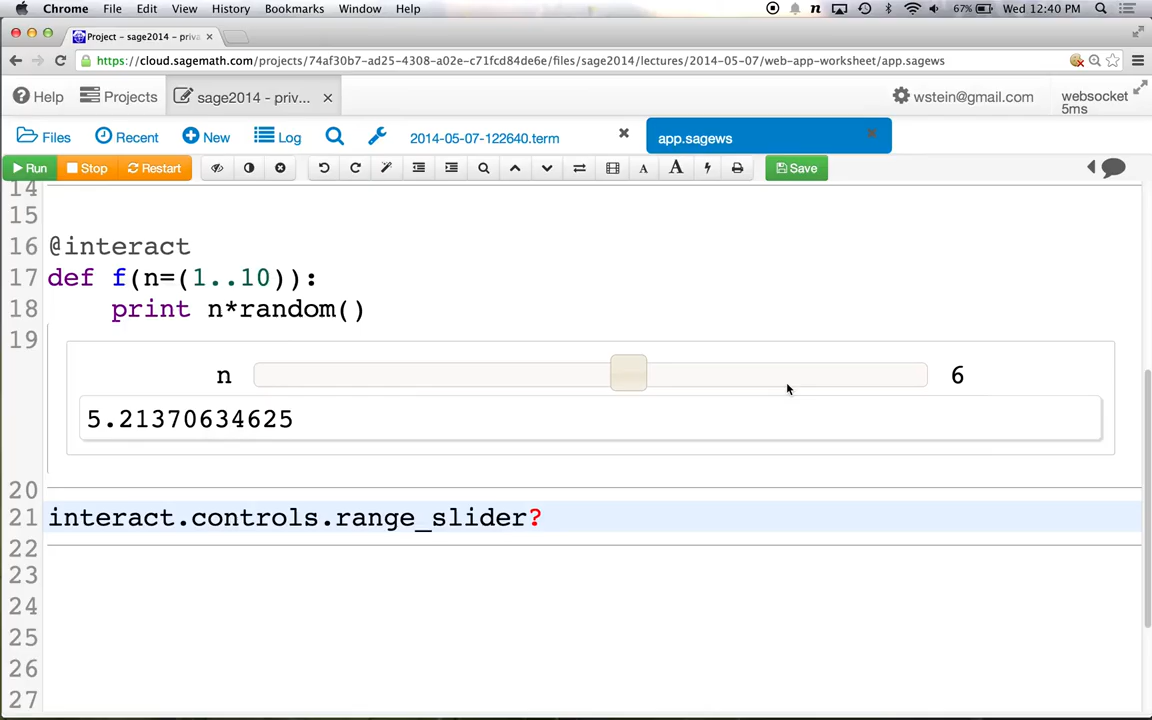 Chrome File Edit View History Bookmarks Window Help 67% Wed 12:40 PM
Project - sage2014 - priva
https://cloud.sagemath.com/projects/74af30b7-ad25-4308-a02e-c71fcd84de6e/files/sage2014/lectures/2014-05-07/web-app-worksheet/app.sagews
Help Projects sage2014 - priv... wstein@gmail.com websocket
5ms
Files Recent New Log 2014-05-07-122640.term app.sagews
Run Stop Restart A A Save
14
15
16 @interact
17 def f(n=(1..10)):
18 print n*random()
19
n 6
5.21370634625
20
21 interact.controls.range_slider?
22
23
24
25
26
27